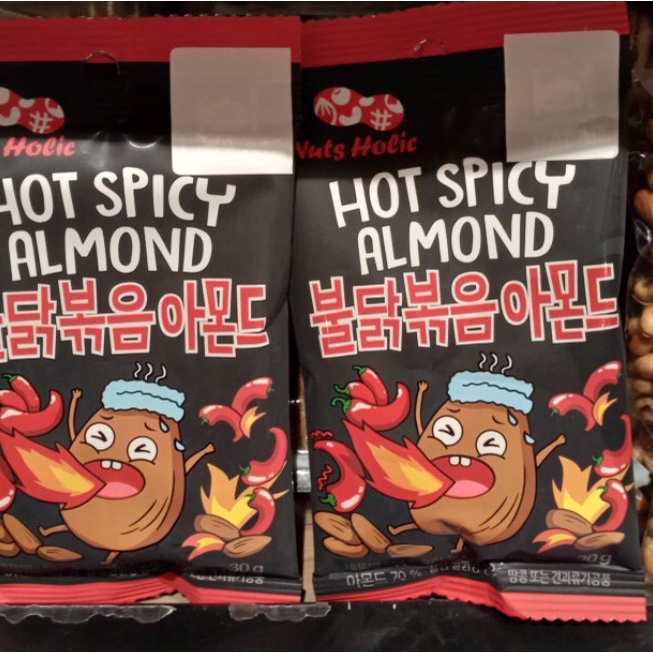 Holic
HOT SPICY
ALMOND
닭볶음아몬드
30 g
Nuts Holic
HOT SPICY
ALMOND
불닭볶음아몬드
아몬드 70 %
땅콩 또는 견과류가공품